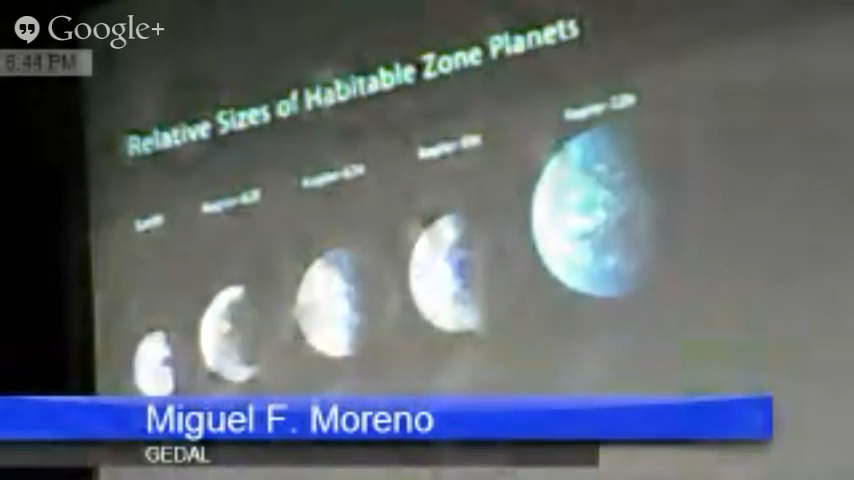 Google+
6:44 PM
Relative Sizes of Habitable Zone Planets
Earth
Miguel F. Moreno
GEDAL